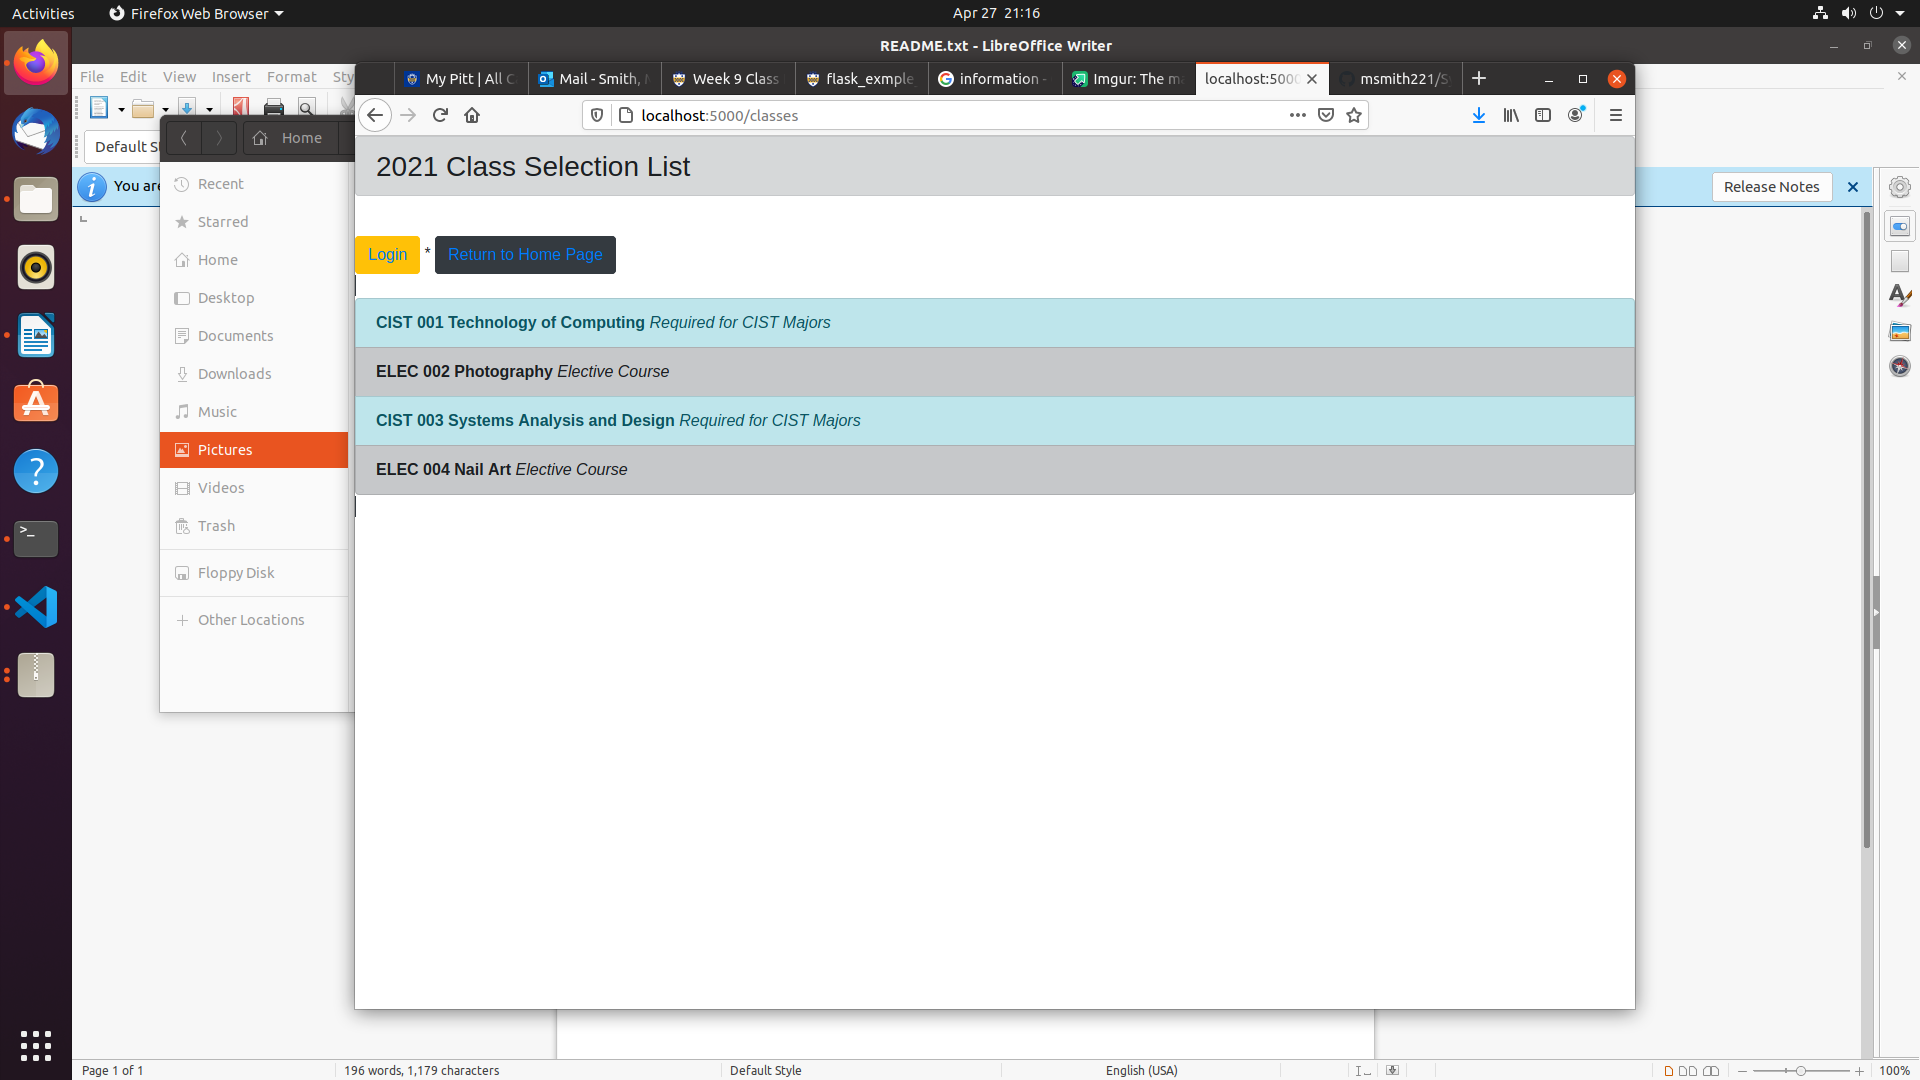 Activities
Firefox Web Browser
Apr 27 21:16
README.txt - LibreOffice Writer
File Edit View Insert Format
My Pitt | All
Mail - Smith,
Week 9 Class
flask_exmple
information -
Imgur: The
localhost:5000
msmith221/
localhost:5000/classes
Default
Home
You are
Release Notes
Recent
Starred
Home
Desktop
Documents
Downloads
Music
Pictures
Videos
Trash
Floppy Disk
Other Locations
2021 Class Selection List
Login * Return to Home Page
CIST 001 Technology of Computing Required for CIST Majors
ELEC 002 Photography Elective Course
CIST 003 Systems Analysis and Design Required for CIST Majors
ELEC 004 Nail Art Elective Course
Page 1 of 1
196 words, 1,179 characters
Default Style
English (USA)
100%